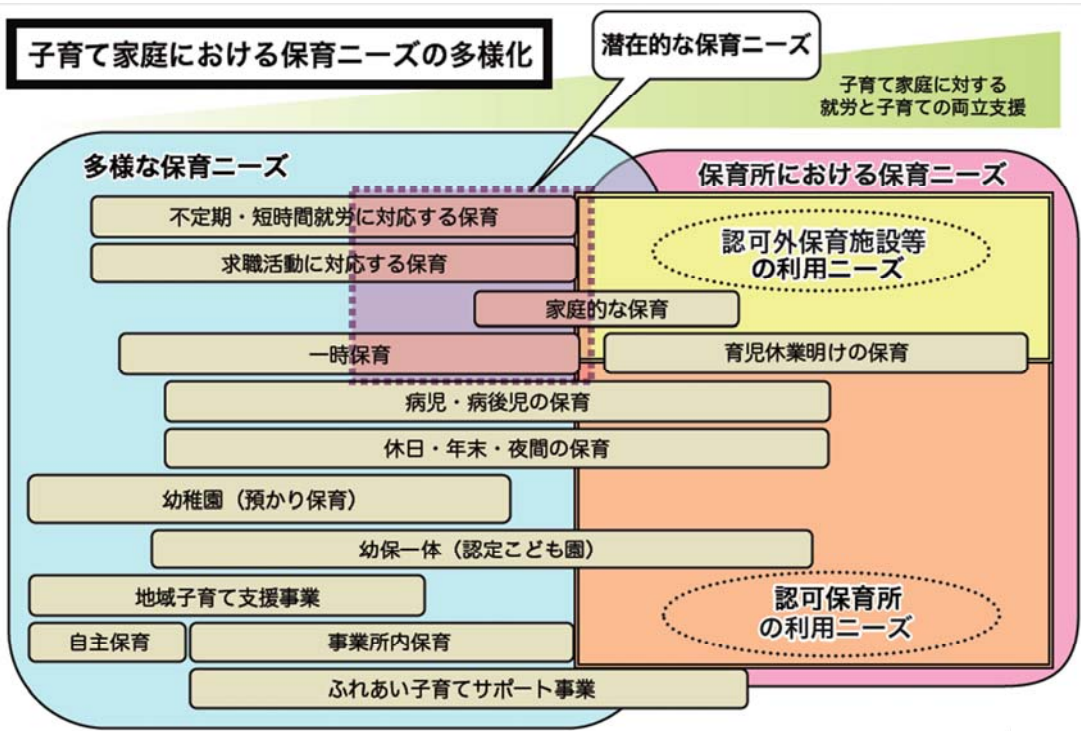 子育て家庭における保育ニーズの多様化
潜在的な保育ニーズ
子育て家庭に対する
就労と子育ての両立支援
多様な保育ニーズ
保育所における保育ニーズ
不定期・短時間就労に対応する保育
認可外保育施設等
の利用ニーズ
求職活動に対応する保育
家庭的な保育
一時保育
育児休業明けの保育
病児・病後児の保育
休日・年末・夜間の保育
幼稚園（預かり保育）
幼保一体（認定こども園）
地域子育て支援事業
認可保育所
の利用ニーズ
自主保育
事業所内保育
ふれあい子育てサポート事業